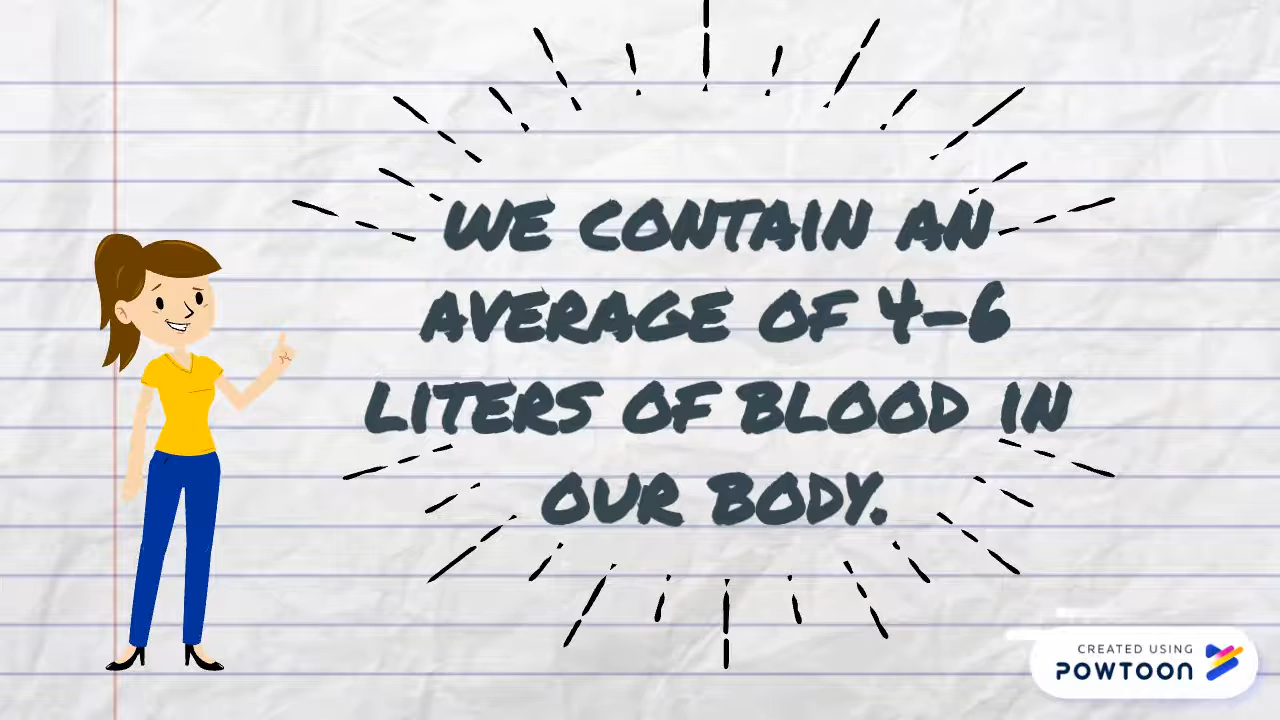 WE CONTAIN AN
AVERAGE OF 4-6
LITERS OF BLOOD IN
OUR BODY.
CREATED USING
POWTOON